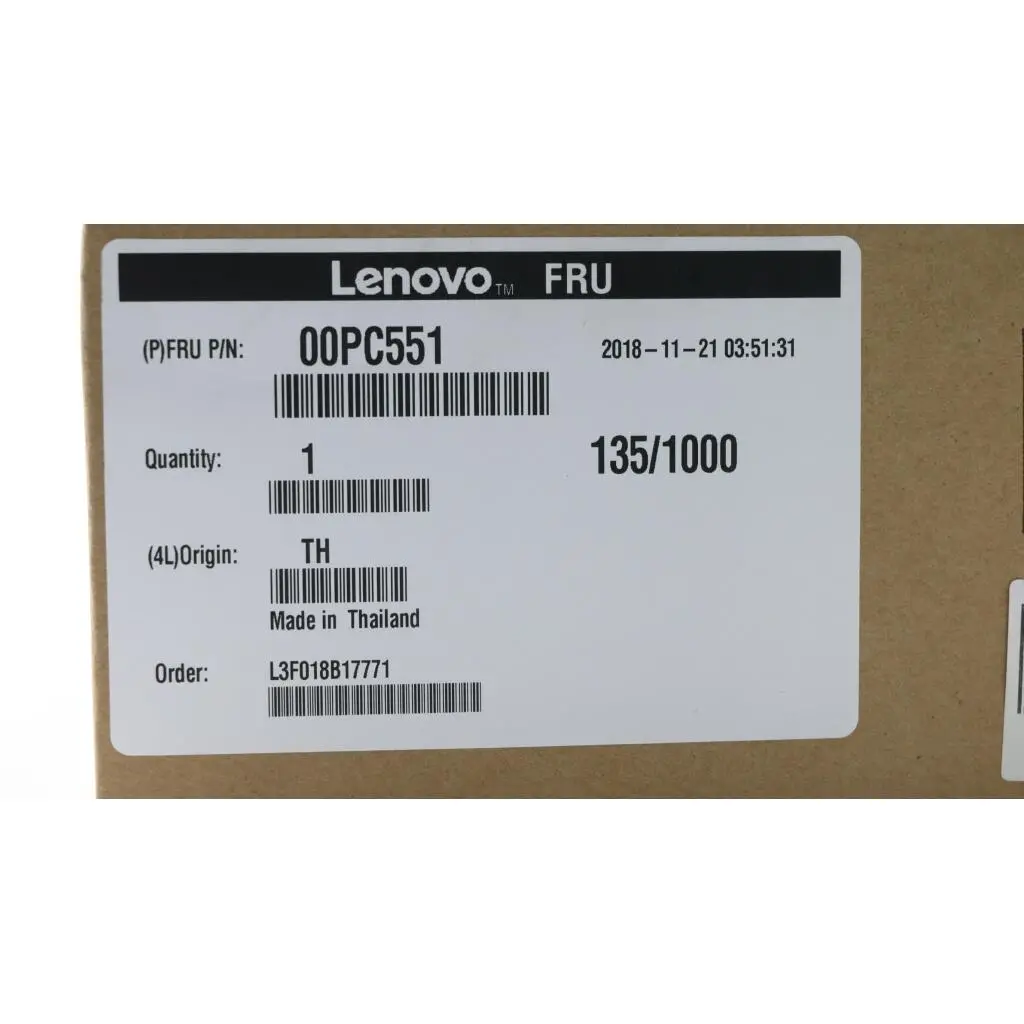 Lenovo™ FRU
(P)FRU P/N: 00PC551 2018-11-21 03:51:31
Quantity: 1 135/1000
(4L)Origin: TH
Made in Thailand
Order: L3F018B17771